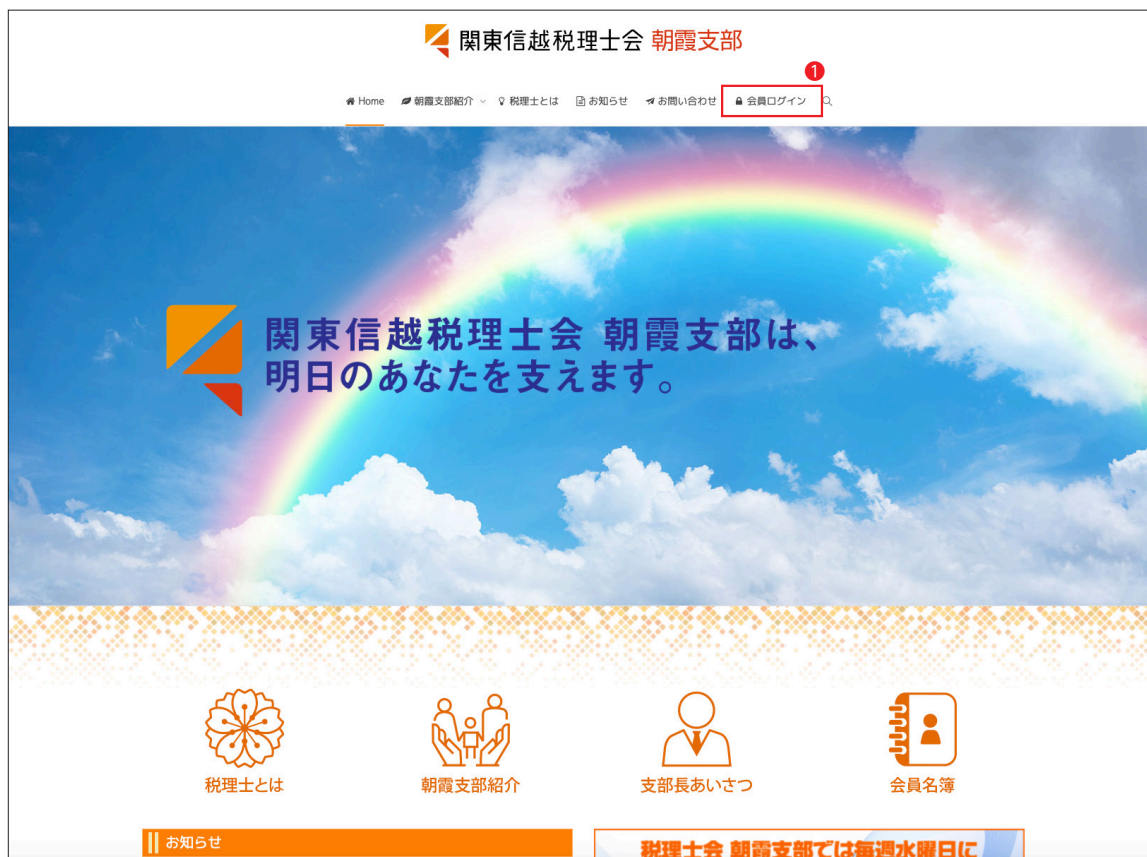 関東信越税理士会 朝霞支部
1
Home 朝霞支部紹介 税理士とは お知らせ お問い合わせ 会員ログイン
関東信越税理士会 朝霞支部は、
明日のあなたを支えます。
税理士とは 朝霞支部紹介 支部長あいさつ 会員名簿
お知らせ
税理士会 朝霞支部では毎週水曜日に